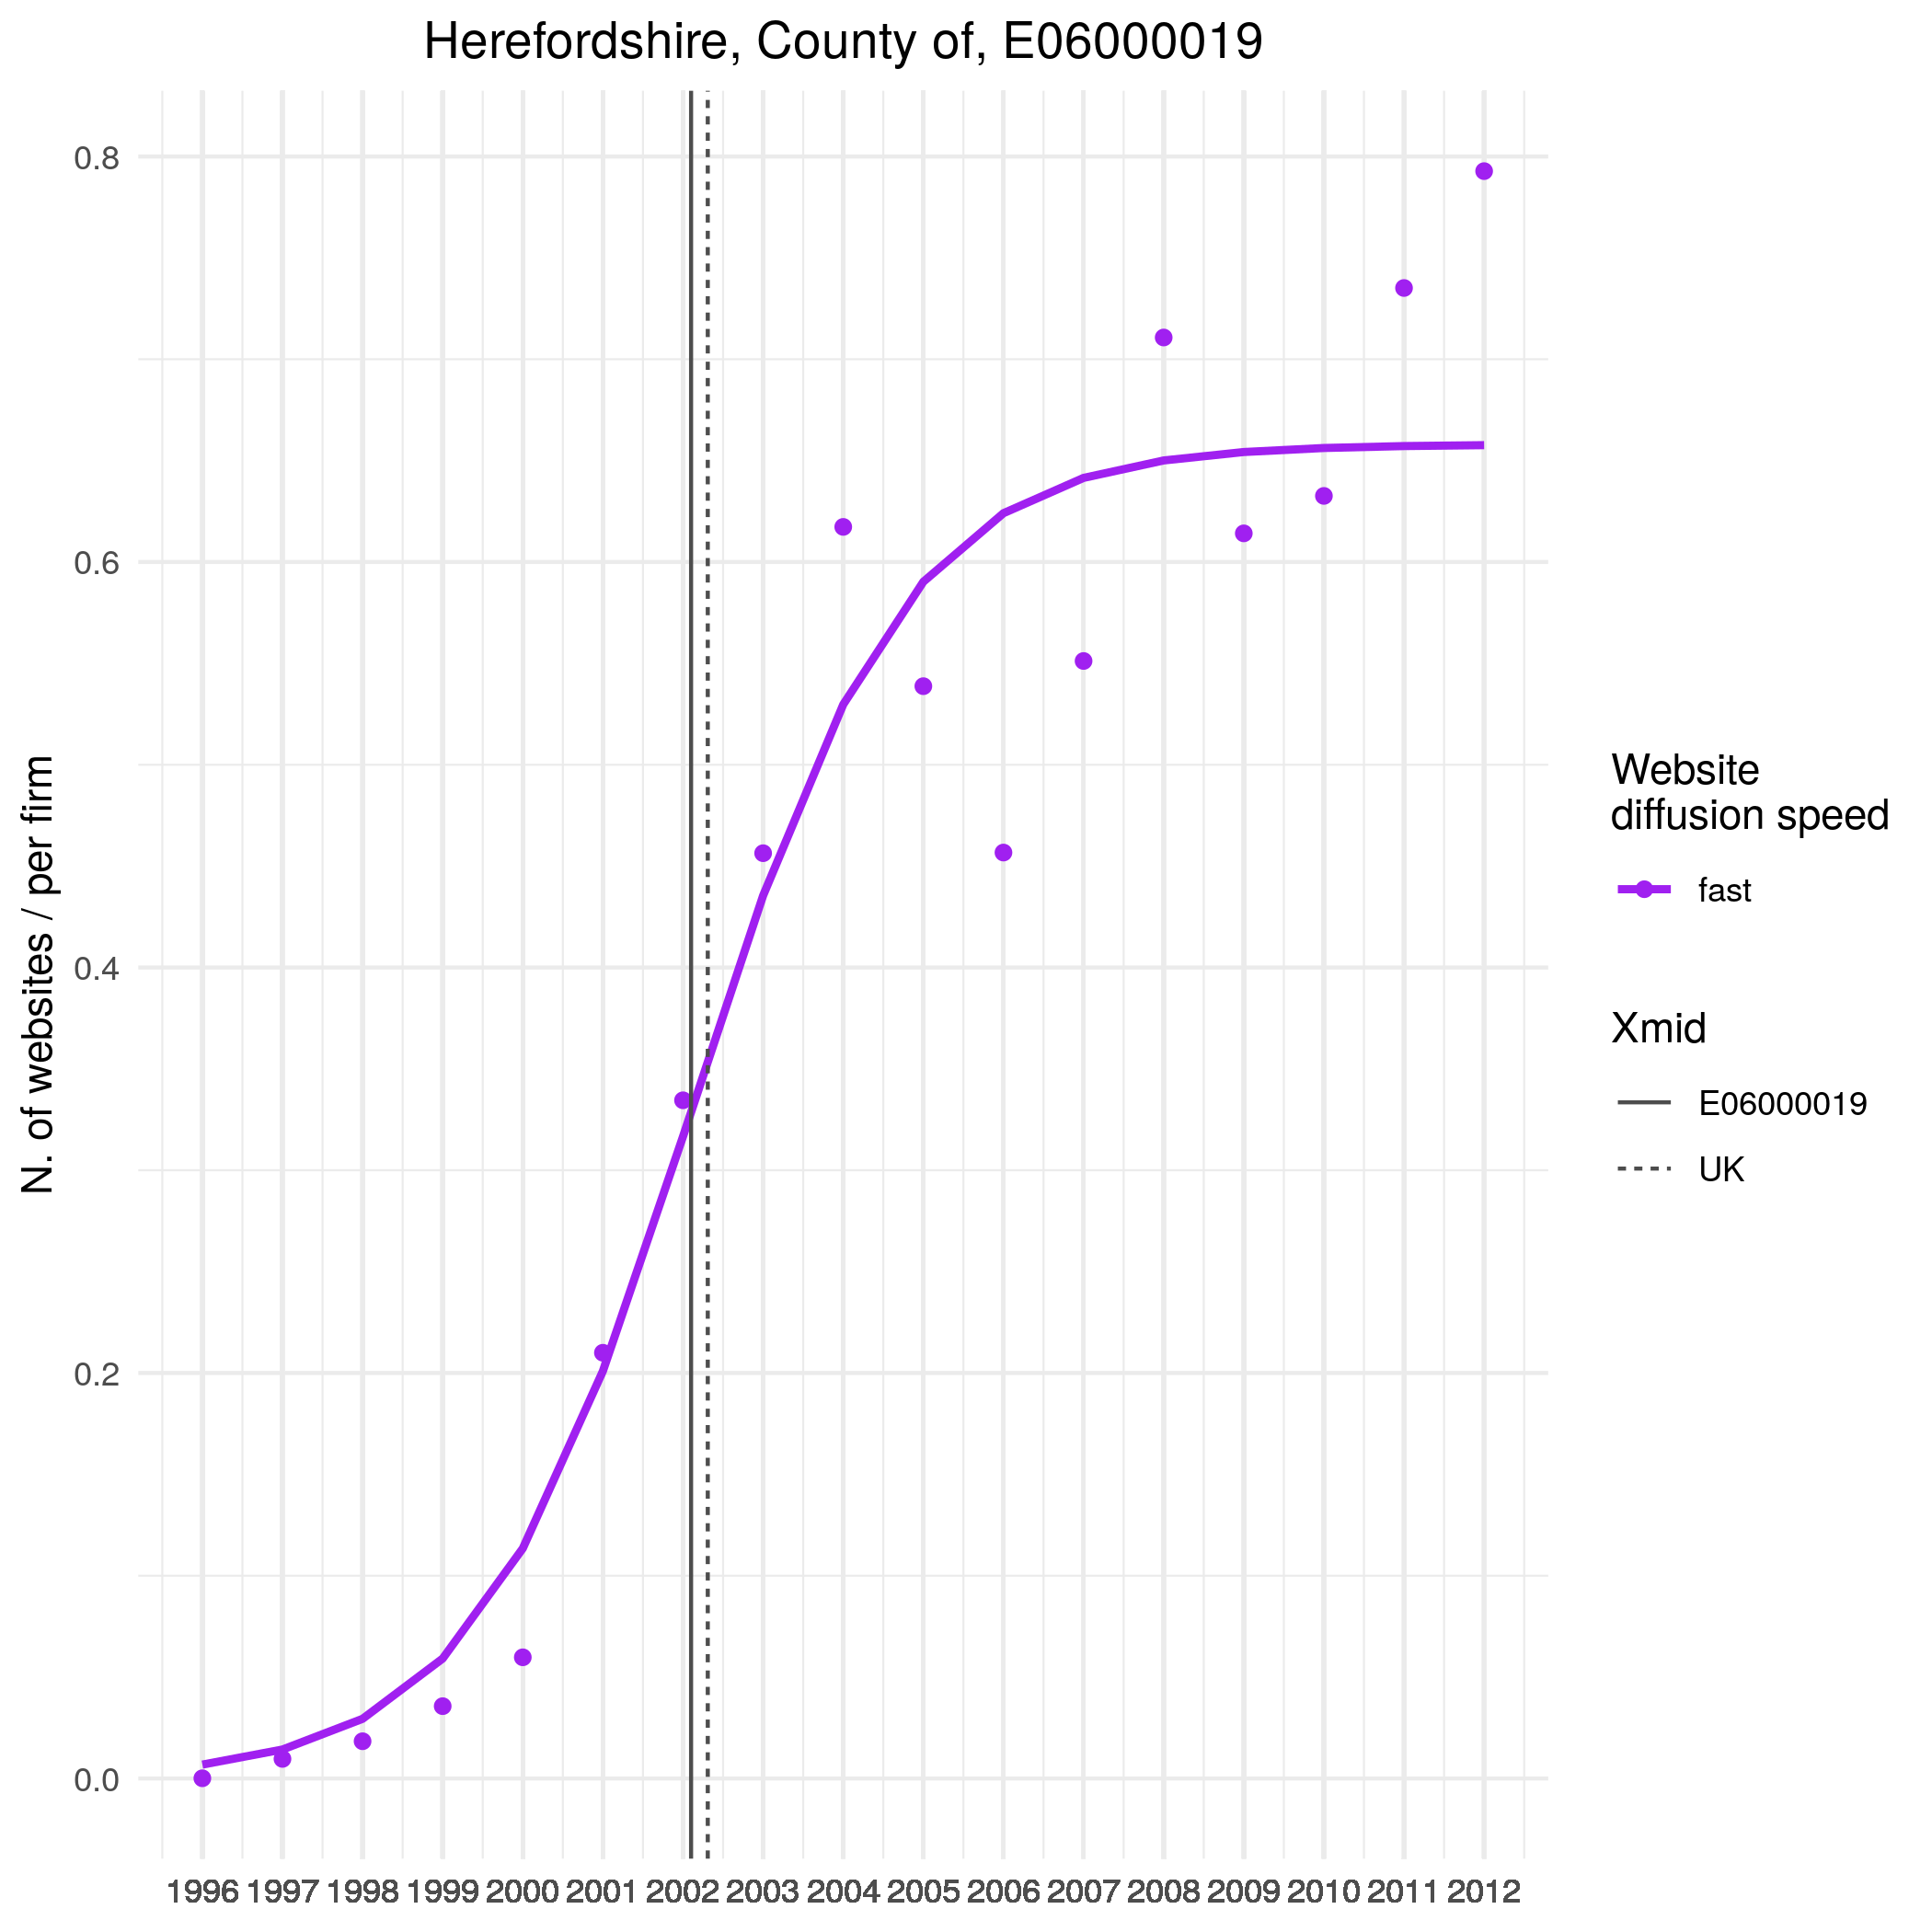 Herefordshire, County of, E06000019
0.8
0.6
0.4
0.2
0.0
N. of websites / per firm
1996 1997 1998 1999 2000 2001 2002 2003 2004 2005 2006 2007 2008 2009 2010 2011 2012
Website
diffusion speed
fast
Xmid
E06000019
UK